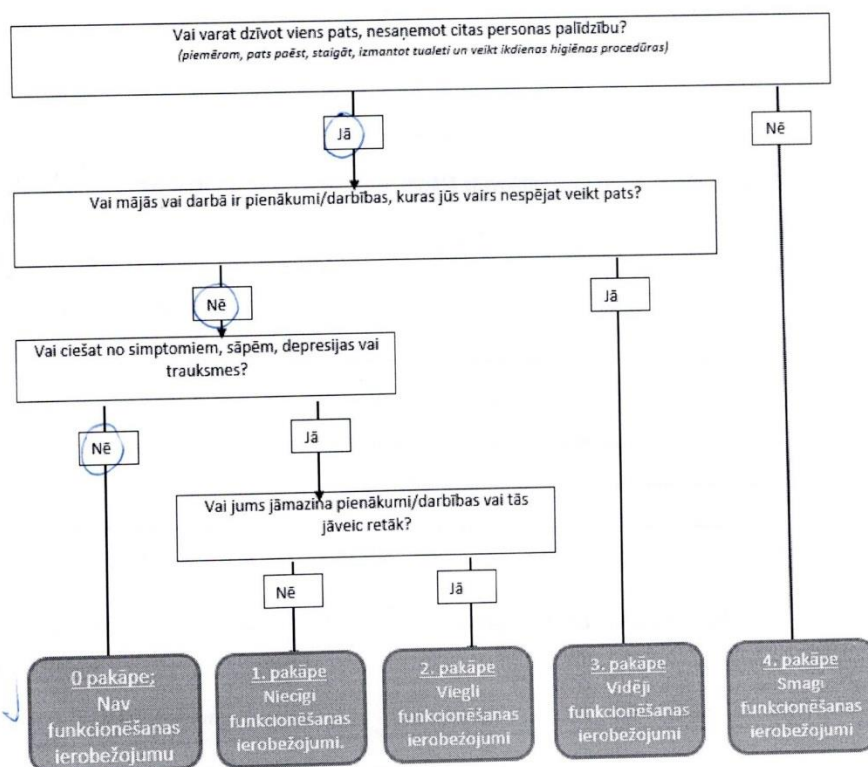 Vai varat dzīvot viens pats, nesaņemot citas personas palīdzību?
(piemēram, pats paēst, staigāt, izmantot tualeti un veikt ikdienas higiēnas procedūras)
Jā
Nē
Vai mājās vai darbā ir pienākumi/darbības, kuras jūs vairs nespējat veikt pats?
Nē
Jā
Vai ciešat no simptomiem, sāpēm, depresijas vai
trauksmes?
Nē
Jā
Vai jums jāmazina pienākumi/darbības vai tās
jāveic retāk?
Nē
Jā
0 pakāpe;
Nav
funkcionēšanas
ierobežojumu
1. pakāpe
Niecīgi
funkcionēšanas
ierobežojumi.
2. pakāpe
Viegli
funkcionēšanas
ierobežojumi
3. pakāpe
Vidēji
funkcionēšanas
ierobežojumi
4. pakāpe
Smagi
funkcionēšanas
ierobežojumi